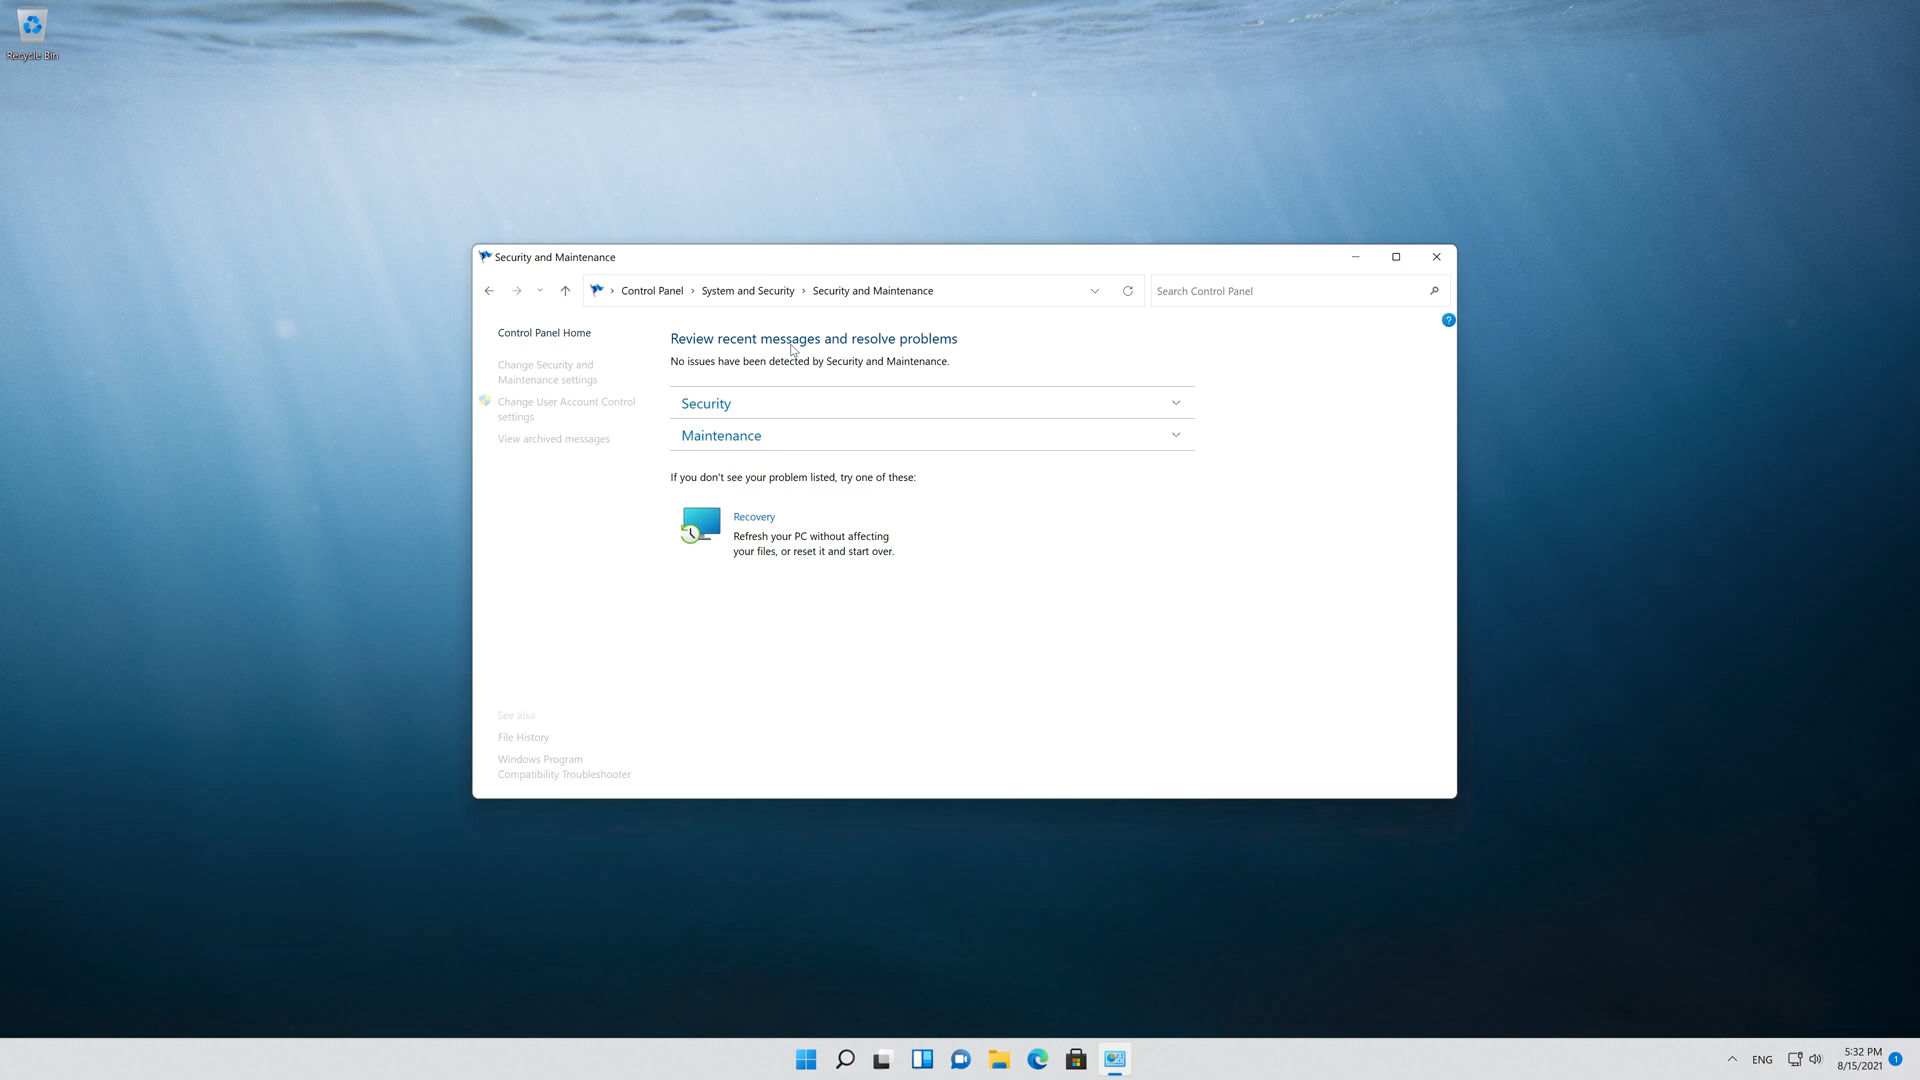 Recycle Bin
Security and Maintenance
Control Panel › System and Security › Security and Maintenance
Search Control Panel
?
Control Panel Home
Change Security and
Maintenance settings
Change User Account Control
settings
View archived messages
Review recent messages and resolve problems
No issues have been detected by Security and Maintenance.
Security
Maintenance
If you don't see your problem listed, try one of these:
Recovery
Refresh your PC without affecting
your files, or reset it and start over.
See also
File History
Windows Program
Compatibility Troubleshooter
ENG
5:32 PM
8/15/2021
1